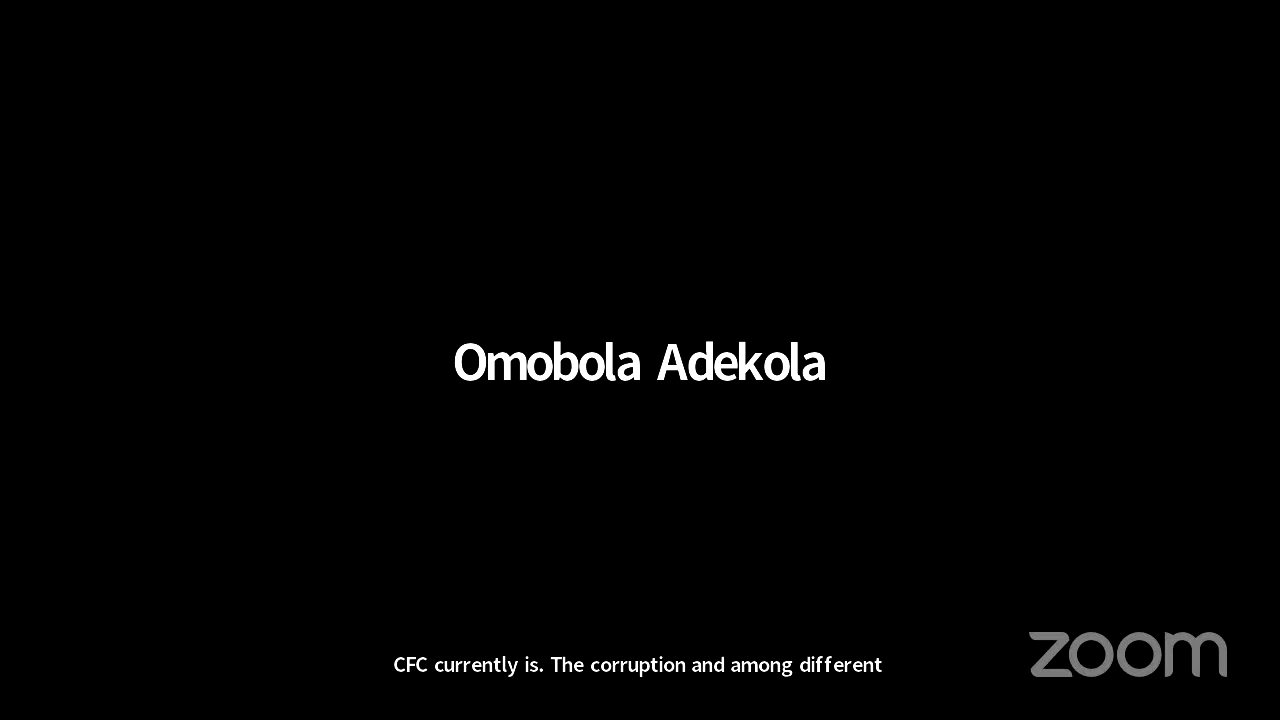 Omobola Adekola
CFC currently is. The corruption and among different
zoom